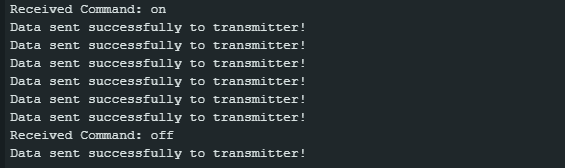 Received Command: on
Data sent successfully to transmitter!
Data sent successfully to transmitter!
Data sent successfully to transmitter!
Data sent successfully to transmitter!
Data sent successfully to transmitter!
Data sent successfully to transmitter!
Received Command: off
Data sent successfully to transmitter!